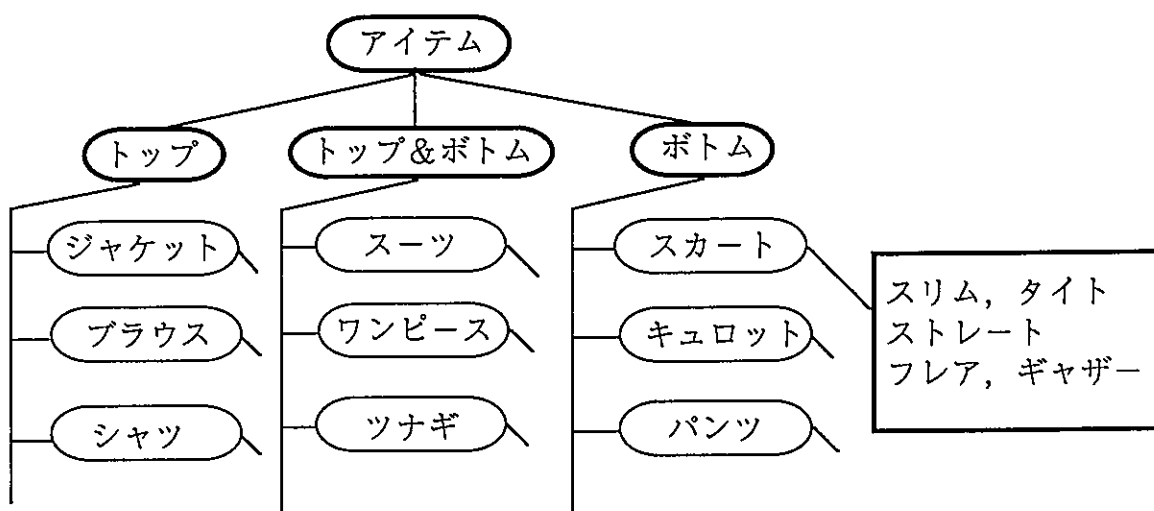 アイテム
トップ
トップ&ボトム
ボトム
ジャケット
スーツ
スカート
ブラウス
ワンピース
キュロット
シャツ
ツナギ
パンツ
スリム, タイト
ストレート
フレア, ギャザー